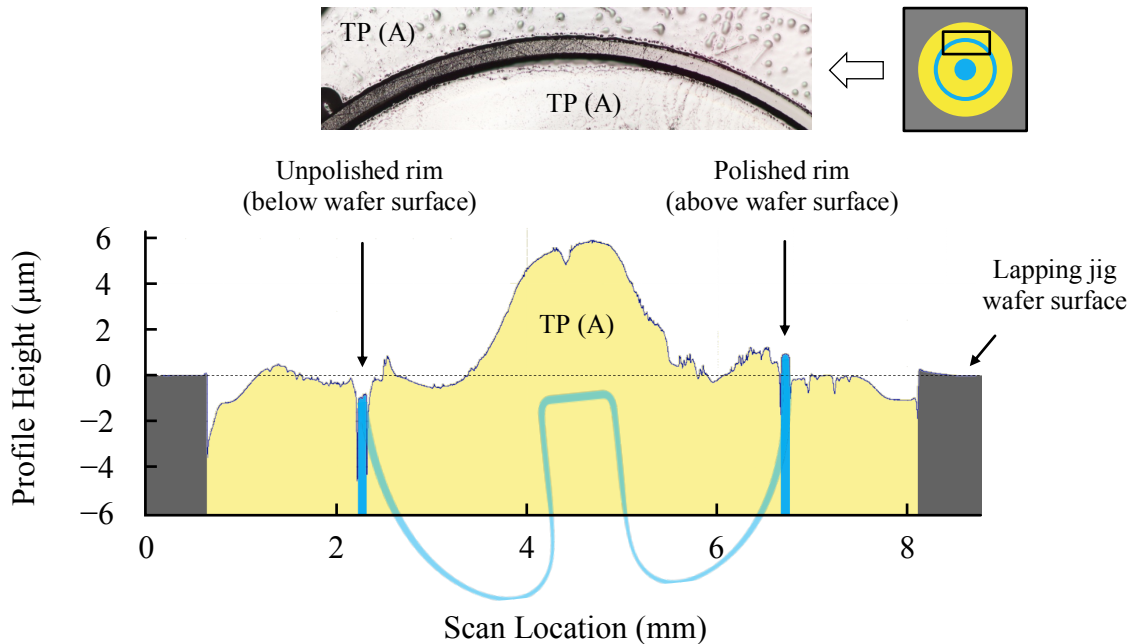 TP (A)
TP (A)
Unpolished rim
(below wafer surface)
Polished rim
(above wafer surface)
Lapping jig
wafer surface
Profile Height (μm)
6
4
2
0
−2
−4
−6
TP (A)
0
2
4
6
8
Scan Location (mm)